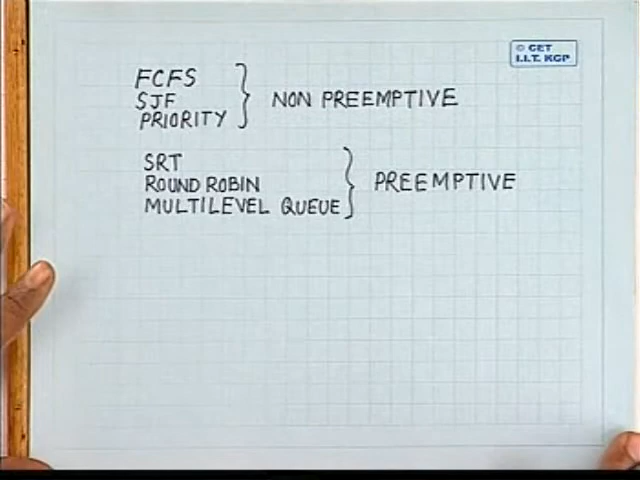 © CET
I.I.T. KGP
FCFS
SJF
PRIORITY
NON PREEMPTIVE
SRT
ROUND ROBIN
MULTILEVEL QUEUE
PREEMPTIVE